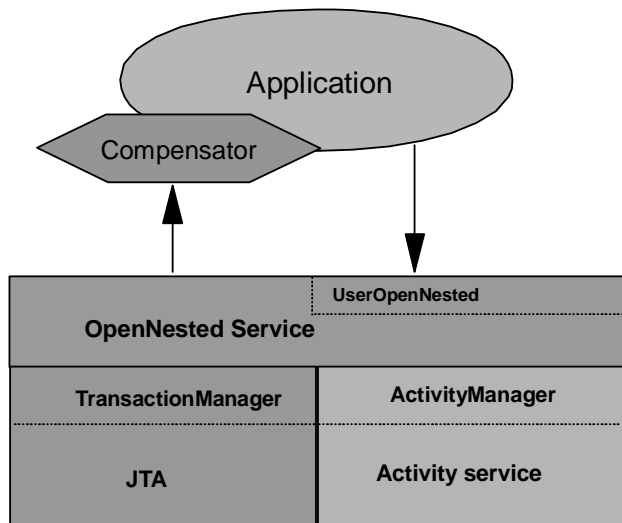 Application
Compensator
UserOpenNested
OpenNested Service
TransactionManager
ActivityManager
JTA
Activity service